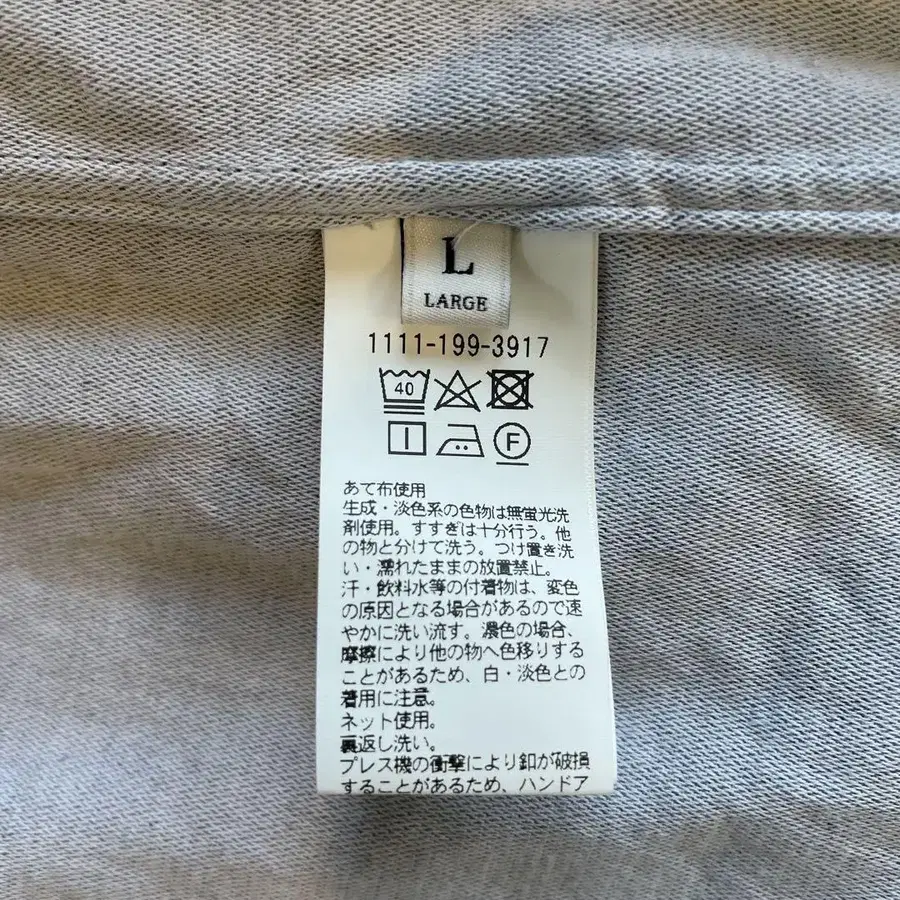 L
LARGE
1111-199-3917
40
F
あて布使用
生成・淡色系の色物は無蛍光洗
剤使用。すすぎは十分行う。他
の物と分けて洗う。つけ置き洗
い・濡れたままの放置禁止。
汗・飲料水等の付着物は、変色
の原因となる場合があるので速
やかに洗い流す。濃色の場合、
摩擦により他の物へ色移りする
ことがあるため、白・淡色との
着用に注意。
ネット使用。
裏返し洗い。
プレス機の衝撃により釦が破損
することがあるため、ハンドア